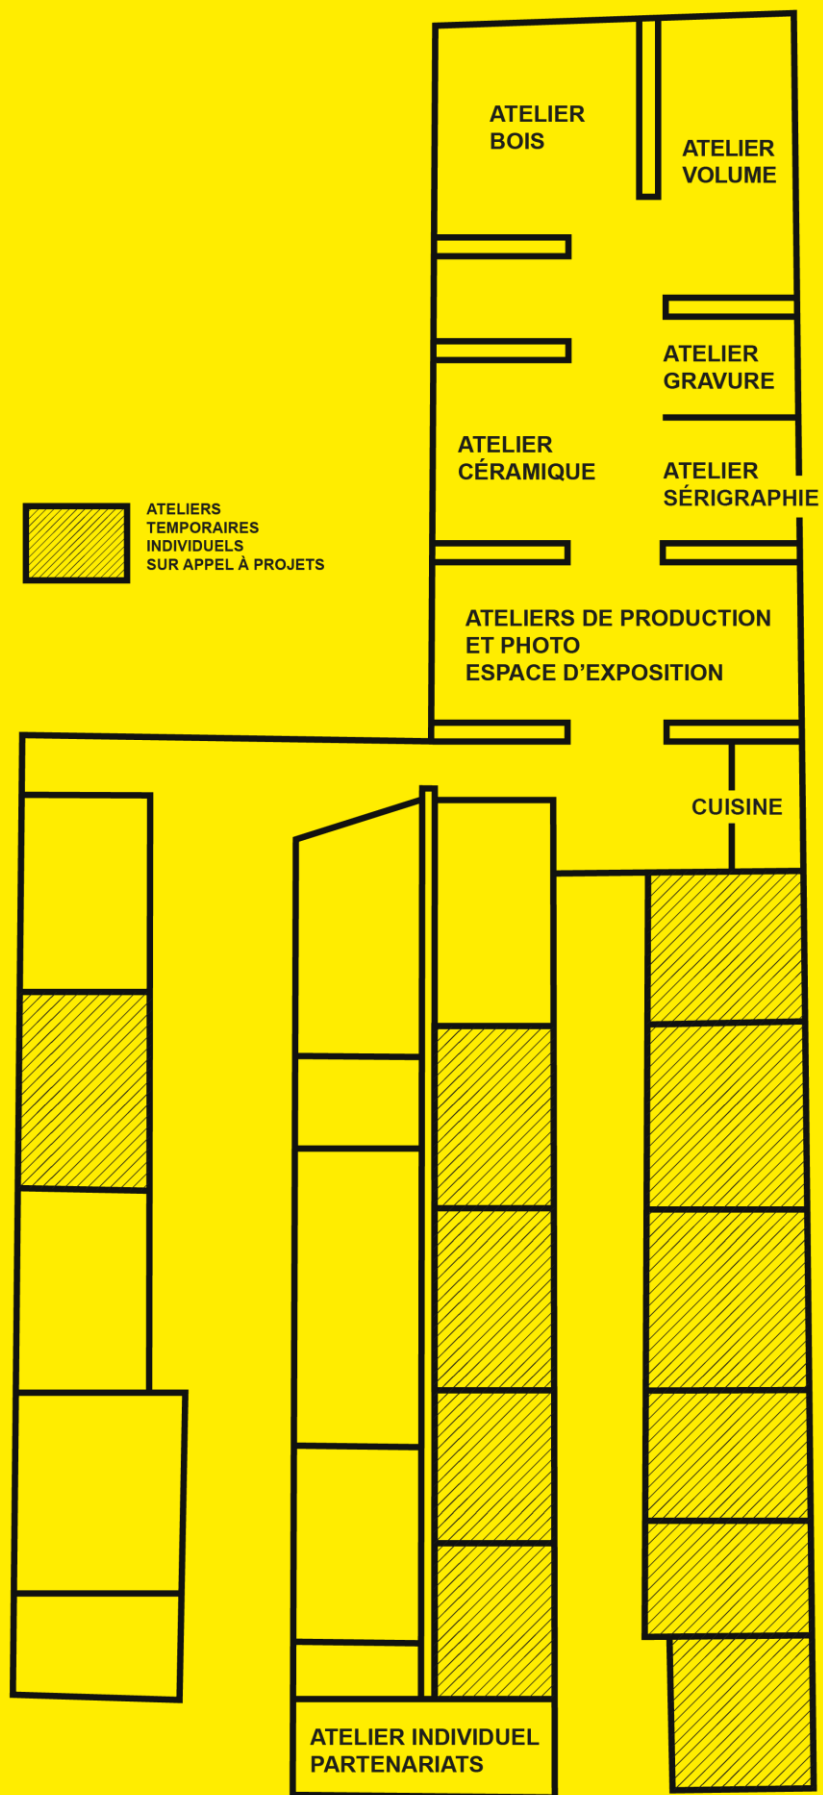 ATELIER
BOIS
ATELIER
VOLUME
ATELIER
GRAVURE
ATELIER
CÉRAMIQUE
ATELIER
SÉRIGRAPHIE
ATELIERS
TEMPORAIRES
INDIVIDUELS
SUR APPEL À PROJETS
ATELIERS DE PRODUCTION
ET PHOTO
ESPACE D’EXPOSITION
CUISINE
ATELIER INDIVIDUEL
PARTENARIATS